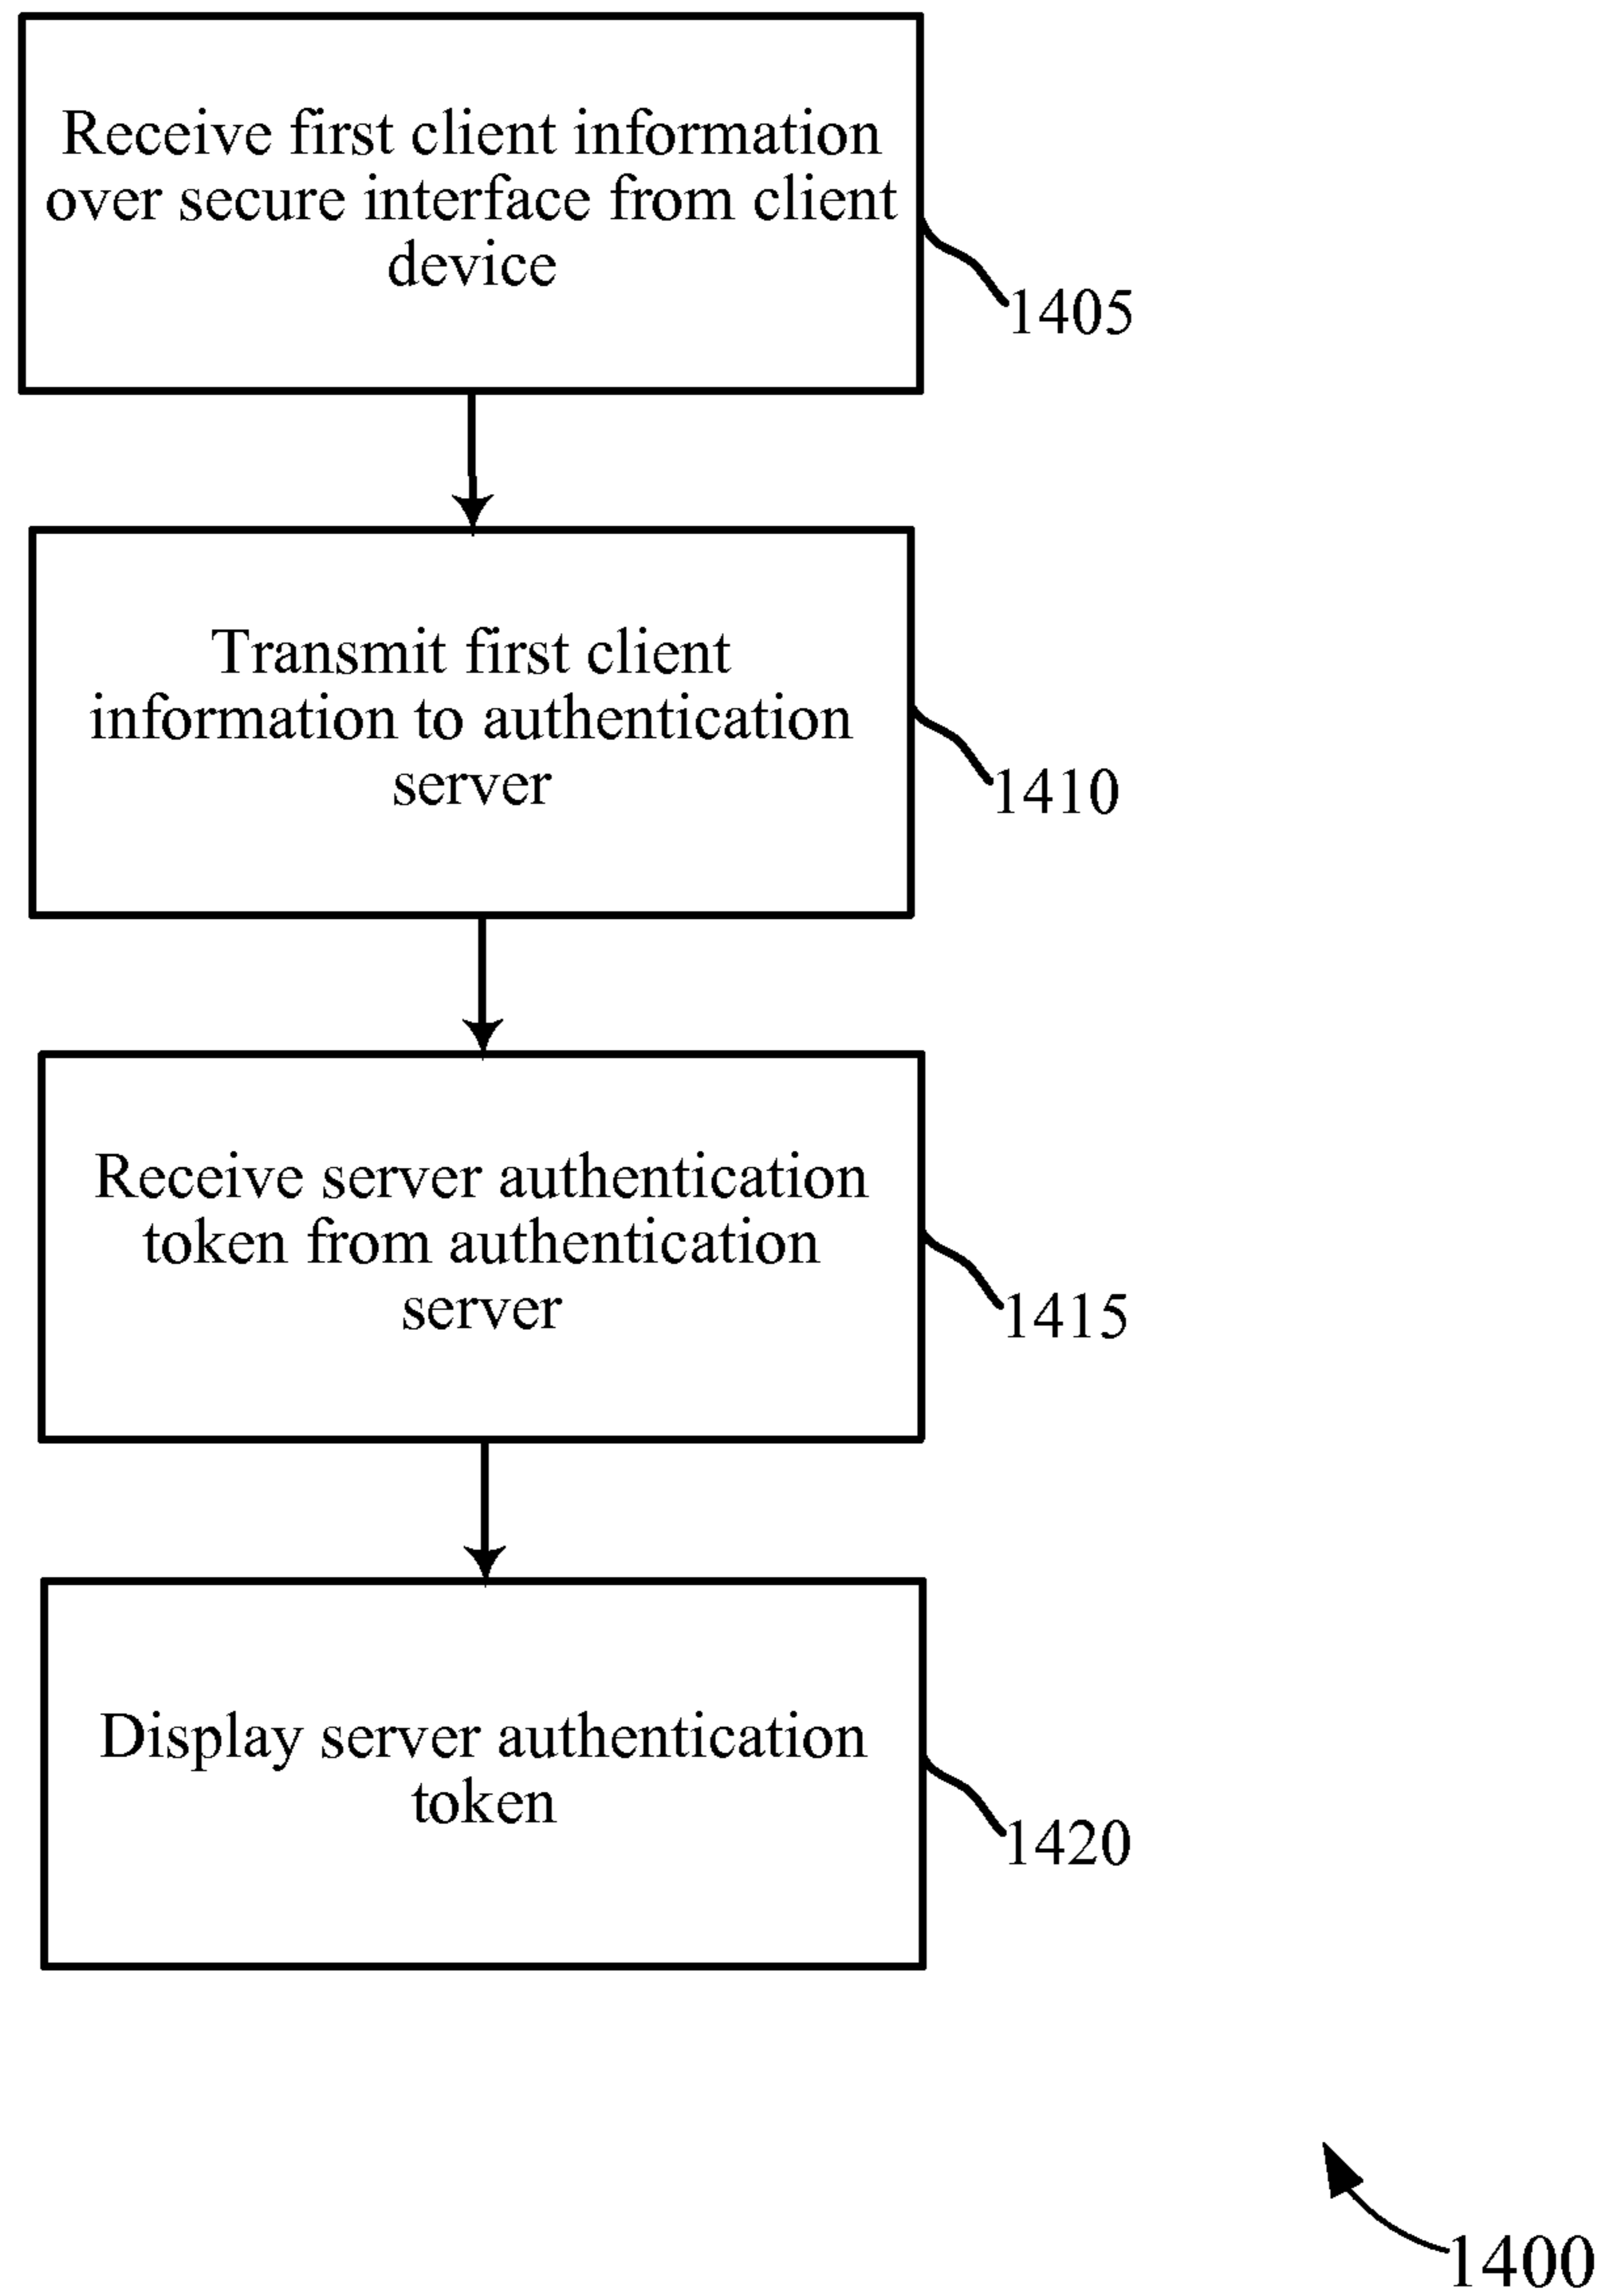 Receive first client information
over secure interface from client
device
1405
Transmit first client
information to authentication
server
1410
Receive server authentication
token from authentication
server
1415
Display server authentication
token
1420
1400